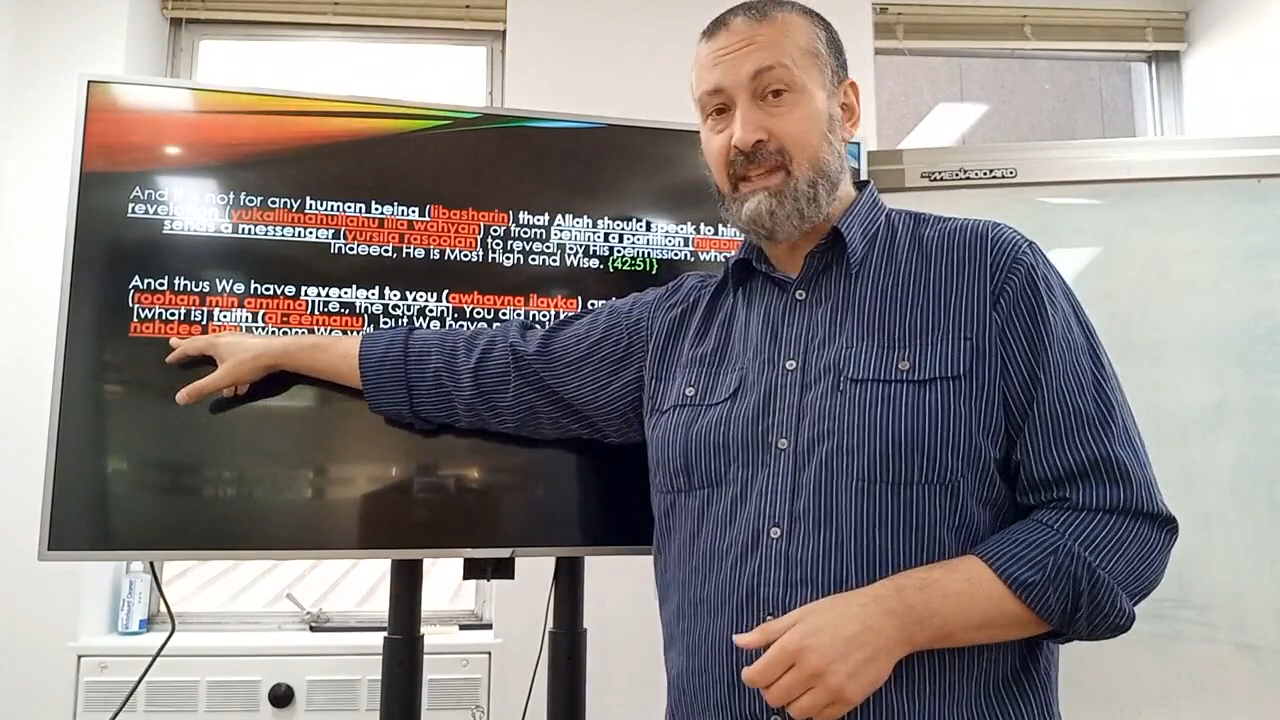 And it is not for any human being (libasharin) that Allah should speak to him
revelation (yukallimahullahu illa wahyan) or from behind a partition (hijabin
sends a messenger (yursila rasoolan) to reveal, by His permission, what
Indeed, He is Most High and Wise. {42:51}
And thus We have revealed to you (awhayna ilayka) an
(roohan min amrina)[i.e., the Qur'an]. You did not k
[what is] faith (al-eemanu), but We have
nahdee bihi) whom We will
MEDIABOARD